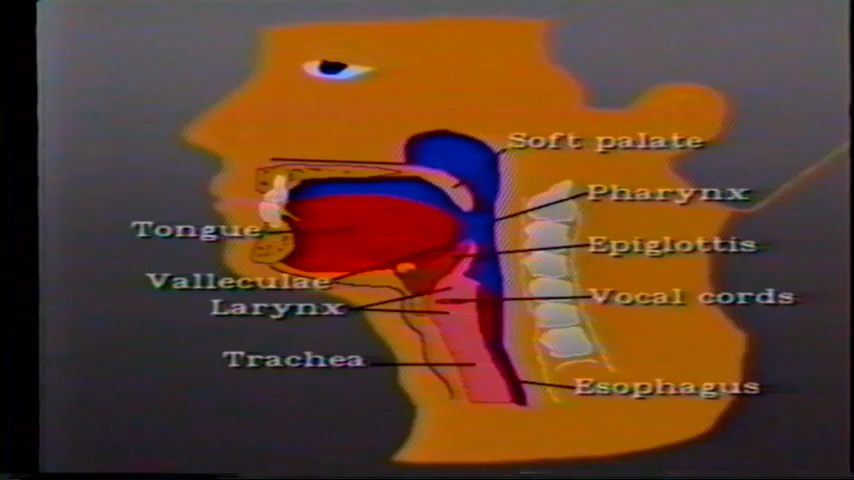 Soft palate
Pharynx
Tongue
Epiglottis
Valleculae
Vocal cords
Larynx
Trachea
Esophagus